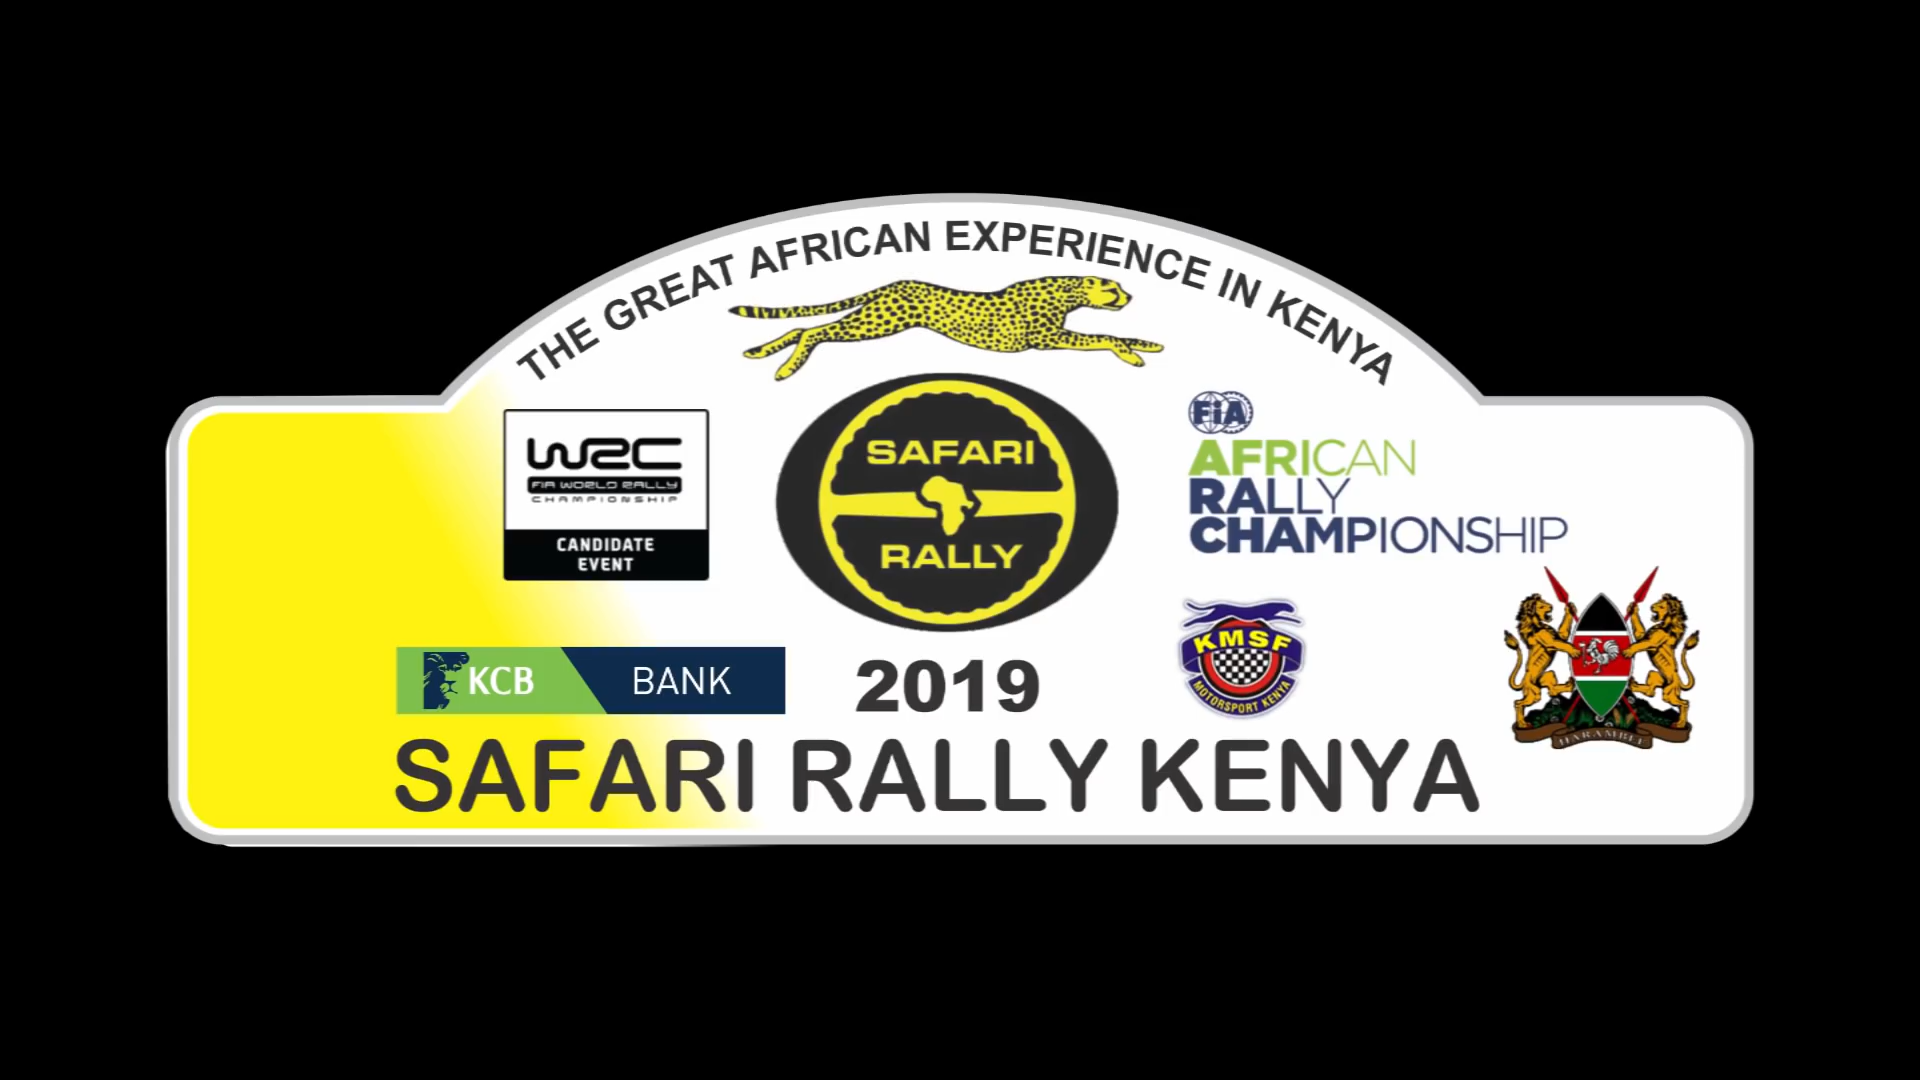 THE GREAT AFRICAN EXPERIENCE IN KENYA
WRC
FIA WORLD RALLY
CHAMPIONSHIP
CANDIDATE
EVENT
SAFARI
RALLY
FIA
AFRICAN
RALLY
CHAMPIONSHIP
KCB BANK
2019
KMSF
MOTORSPORT KENYA
HARAMBEE
SAFARI RALLY KENYA